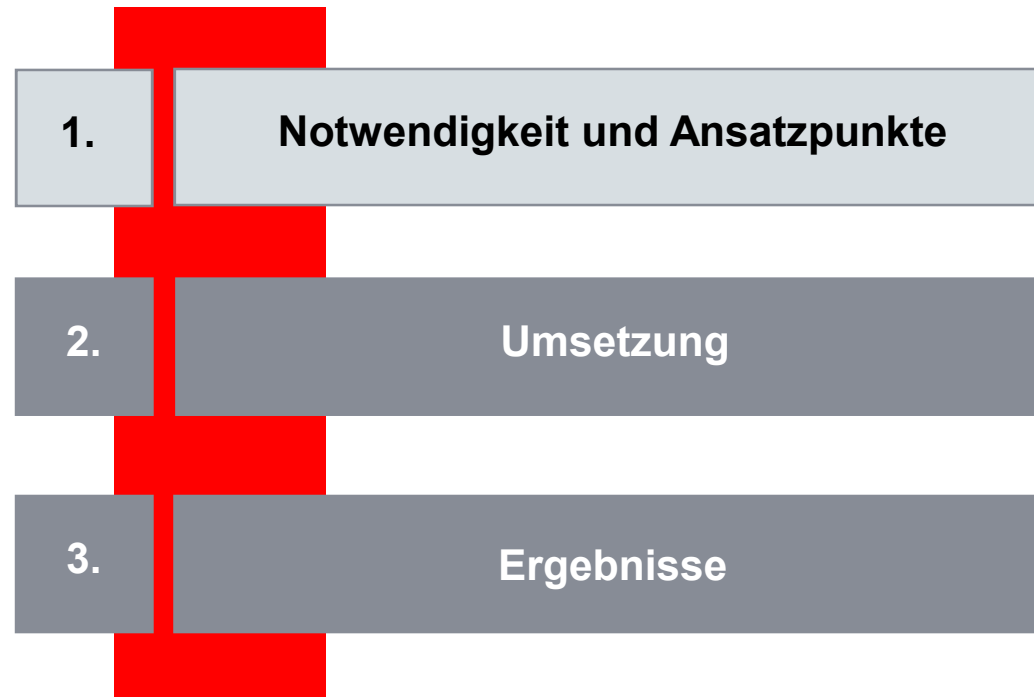 1. Notwendigkeit und Ansatzpunkte
2. Umsetzung
3. Ergebnisse